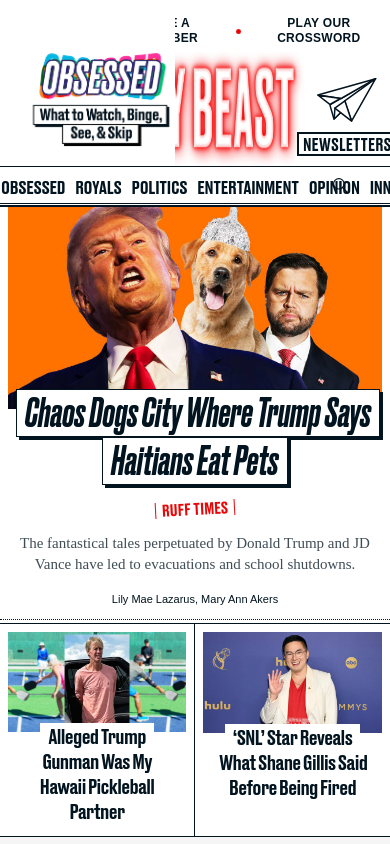 E A
BER
PLAY OUR
CROSSWORD
OBSESSED
What to Watch, Binge,
See, & Skip
Y BEAST
NEWSLETTERS
OBSESSED ROYALS POLITICS ENTERTAINMENT OPINION INN
Chaos Dogs City Where Trump Says
Haitians Eat Pets
RUFF TIMES
The fantastical tales perpetuated by Donald Trump and JD
Vance have led to evacuations and school shutdowns.
Lily Mae Lazarus, Mary Ann Akers
hulu
abc
hulu
EMMYS
Alleged Trump
Gunman Was My
Hawaii Pickleball
Partner
‘SNL’ Star Reveals
What Shane Gillis Said
Before Being Fired